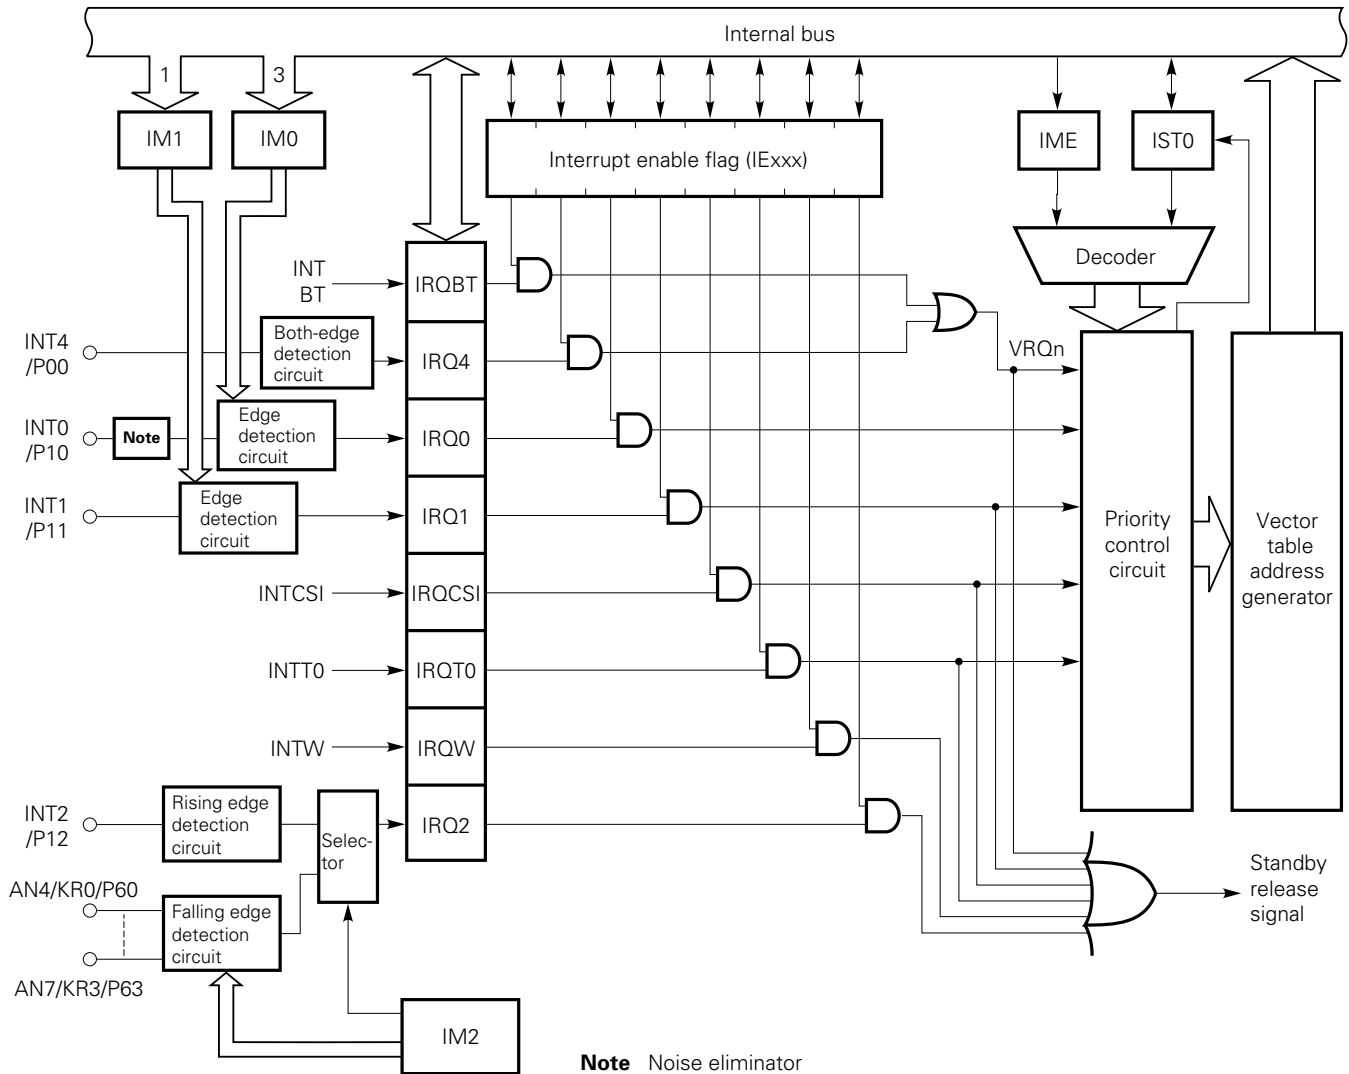 Internal bus
1
3
IM1
IM0
Interrupt enable flag (IExxx)
IME
IST0
Decoder
INT
BT
IRQBT
INT4
/P00
Both-edge
detection
circuit
IRQ4
VRQn
INT0
/P10
Note
Edge
detection
circuit
IRQ0
INT1
/P11
Edge
detection
circuit
IRQ1
Priority
control
circuit
Vector
table
address
generator
INTCSI
IRQCSI
INTT0
IRQT0
INTW
IRQW
INT2
/P12
Rising edge
detection
circuit
Selec-
tor
IRQ2
AN4/KR0/P60
Falling edge
detection
circuit
AN7/KR3/P63
Standby
release
signal
IM2
Note Noise eliminator